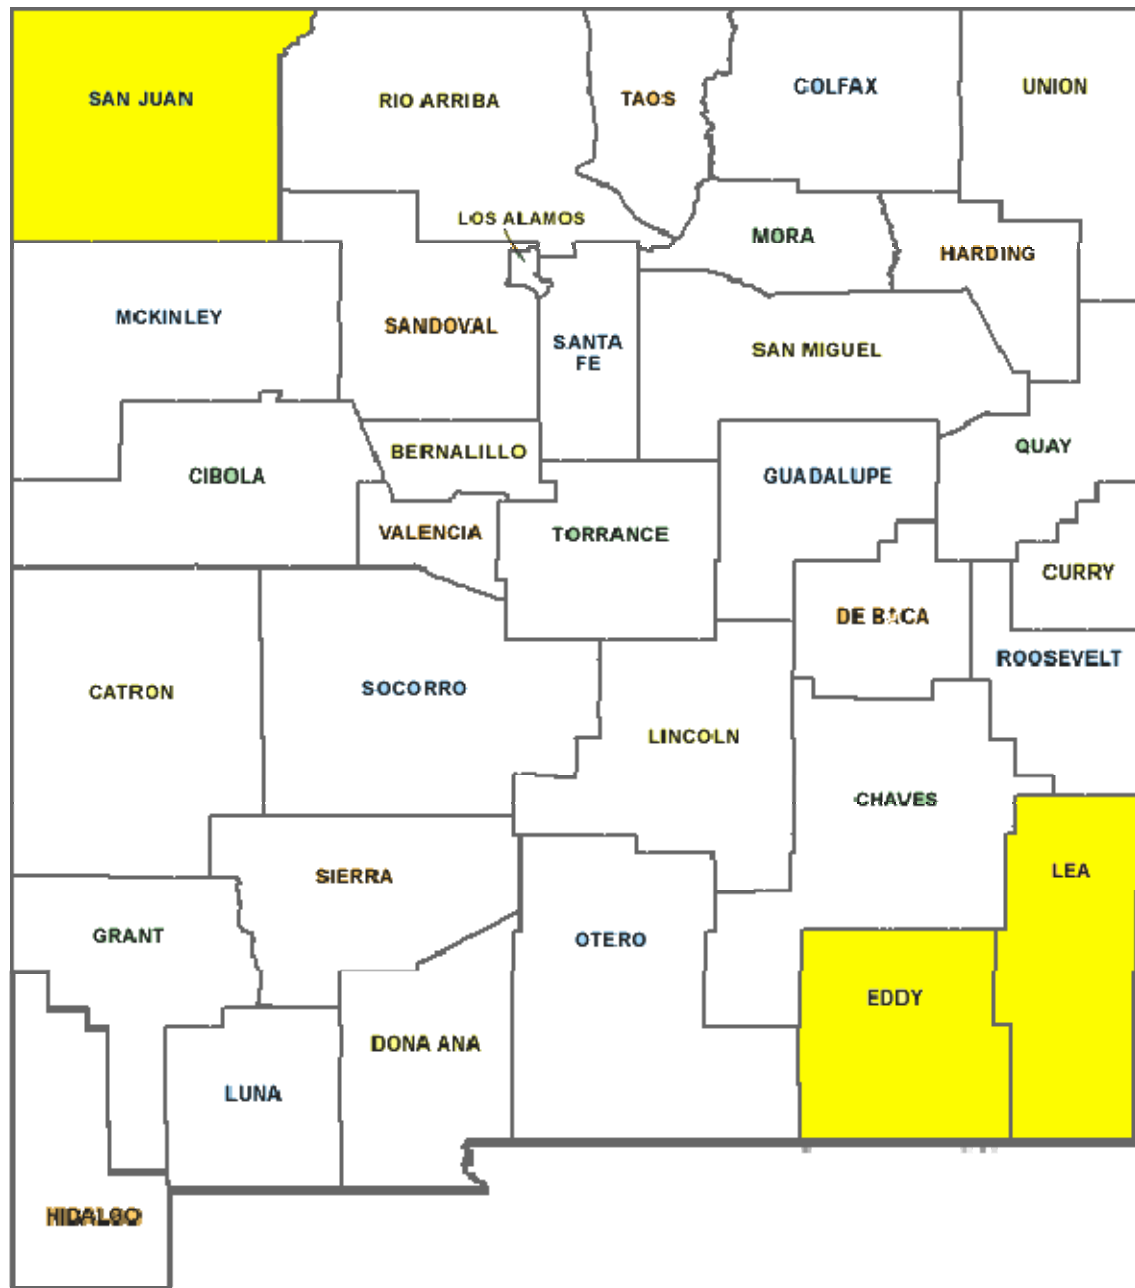 SAN JUAN
RIO ARRIBA
TAOS
COLFAX
UNION
LOS ALAMOS
MORA
HARDING
MCKINLEY
SANDOVAL
SANTA
FE
SAN MIGUEL
CIBOLA
BERNALILLO
GUADALUPE
QUAY
VALENCIA
TORRANCE
CURRY
DE BACA
ROOSEVELT
CATRON
SOCORRO
LINCOLN
CHAVES
LEA
SIERRA
GRANT
OTERO
EDDY
DONA ANA
LUNA
HIDALGO